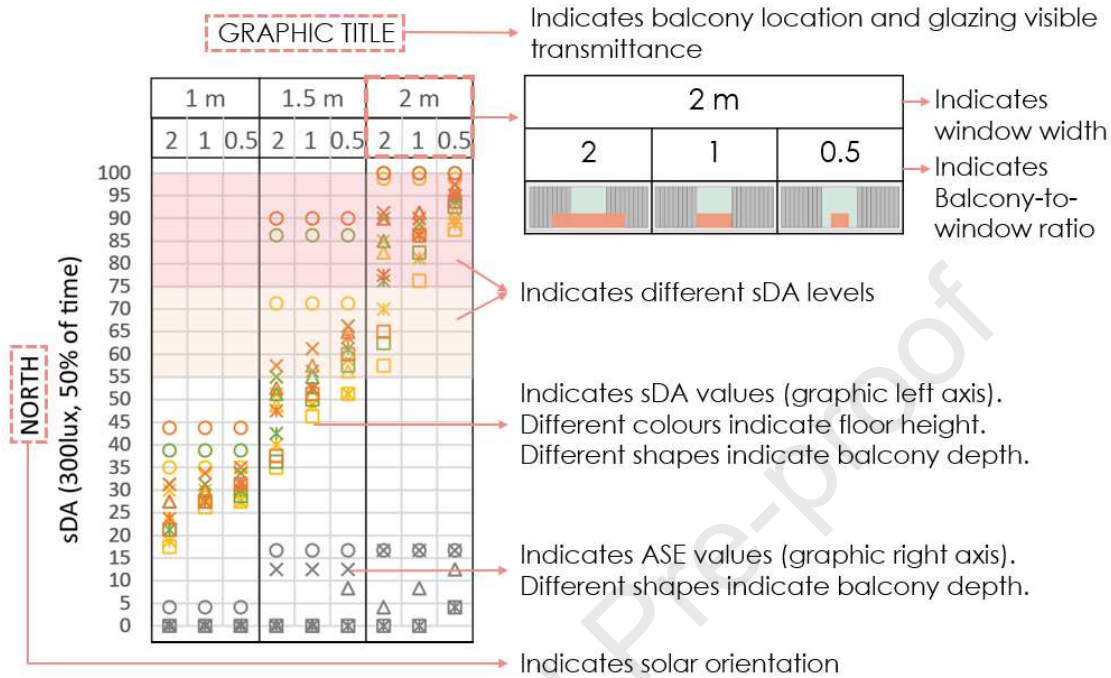 GRAPHIC TITLE
Indicates balcony location and glazing visible
transmittance
1 m 1.5 m 2 m
2 1 0.5 2 1 0.5 2 1 0.5
2 m
2 1 0.5
Indicates
window width
Indicates
Balcony-to-
window ratio
NORTH
sDA (300lux, 50% of time)
100
95
90
85
80
75
70
65
60
55
50
45
40
35
30
25
20
15
10
5
0
Indicates different sDA levels
Indicates sDA values (graphic left axis).
Different colours indicate floor height.
Different shapes indicate balcony depth.
Indicates ASE values (graphic right axis).
Different shapes indicate balcony depth.
Indicates solar orientation
Pre-proof